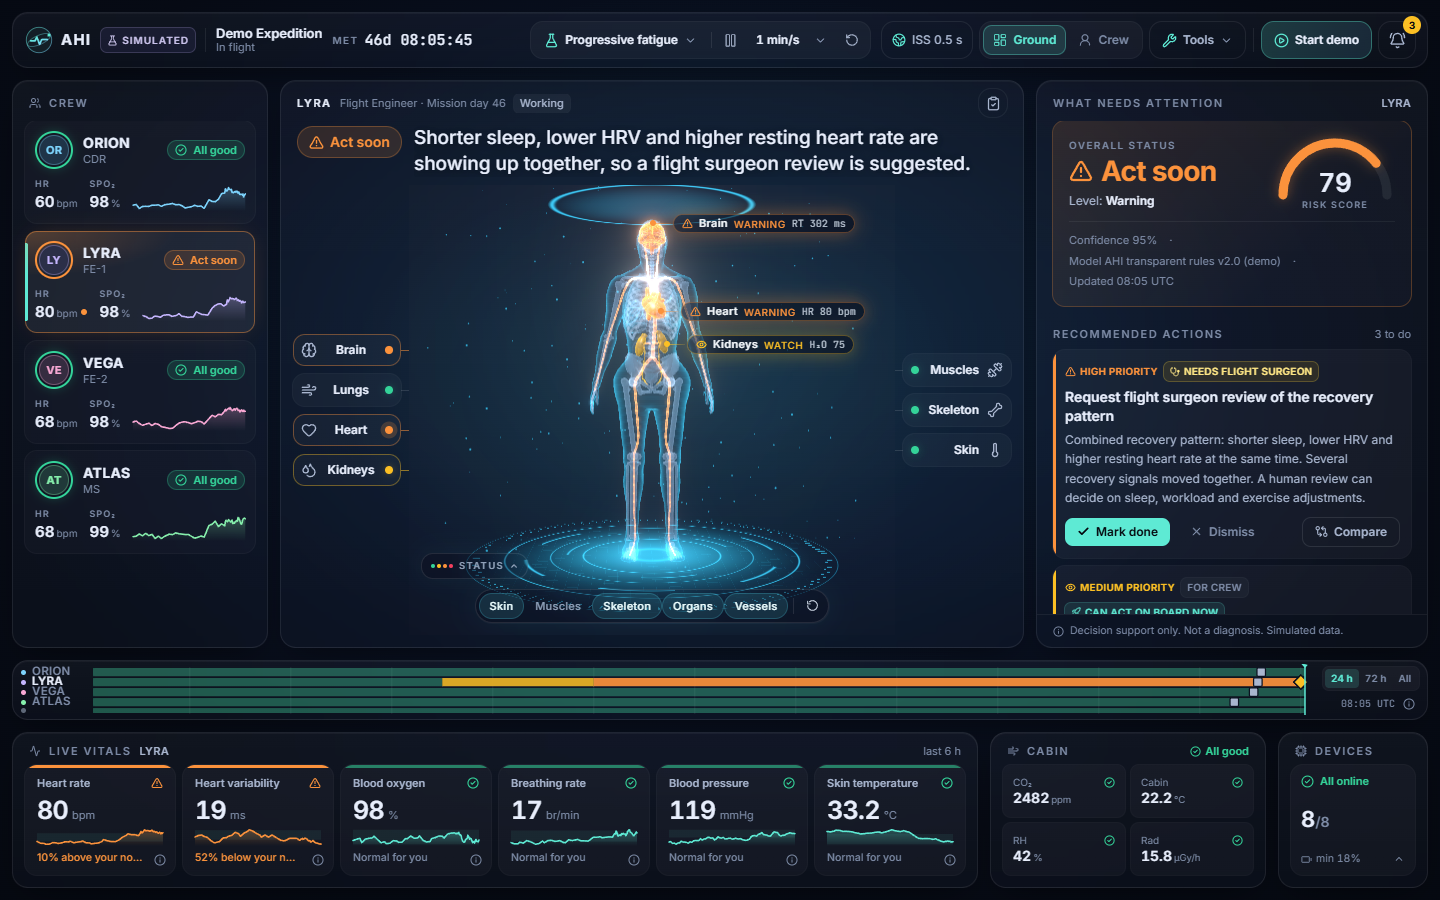 AHI
SIMULATED
Demo Expedition
In flight
MET 46d 08:05:45
Progressive fatigue
1 min/s
ISS 0.5 s
Ground
Crew
Tools
Start demo
3
CREW
OR
ORION
CDR
All good
HR
60 bpm
SPO₂
98 %
LY
LYRA
FE-1
Act soon
HR
80 bpm
SPO₂
98 %
VE
VEGA
FE-2
All good
HR
68 bpm
SPO₂
98 %
AT
ATLAS
MS
All good
HR
68 bpm
SPO₂
99 %
LYRA Flight Engineer · Mission day 46 Working
Act soon
Shorter sleep, lower HRV and higher resting heart rate are
showing up together, so a flight surgeon review is suggested.
Brain WARNING RT 302 ms
Heart WARNING HR 80 bpm
Kidneys WATCH H₂O 75
Brain
Lungs
Heart
Kidneys
Muscles
Skeleton
Skin
STATUS
Skin
Muscles
Skeleton
Organs
Vessels
WHAT NEEDS ATTENTION LYRA
OVERALL STATUS
Act soon
Level: Warning
79
RISK SCORE
Confidence 95% ·
Model AHI transparent rules v2.0 (demo) ·
Updated 08:05 UTC
RECOMMENDED ACTIONS 3 to do
HIGH PRIORITY NEEDS FLIGHT SURGEON
Request flight surgeon review of the recovery
pattern
Combined recovery pattern: shorter sleep, lower HRV and
higher resting heart rate at the same time. Several
recovery signals moved together. A human review can
decide on sleep, workload and exercise adjustments.
Mark done
Dismiss
Compare
MEDIUM PRIORITY FOR CREW
CAN ACT ON BOARD NOW
Decision support only. Not a diagnosis. Simulated data.
ORION
LYRA
VEGA
ATLAS
24 h 72 h All
08:05 UTC
LIVE VITALS LYRA last 6 h
Heart rate
80 bpm
10% above your no...
Heart variability
19 ms
52% below your n...
Blood oxygen
98 %
Normal for you
Breathing rate
17 br/min
Normal for you
Blood pressure
119 mmHg
Normal for you
Skin temperature
33.2 °C
Normal for you
CABIN All good
CO₂
2482 ppm
Cabin
22.2 °C
RH
42 %
Rad
15.8 µGy/h
DEVICES
All online
8/8
min 18%